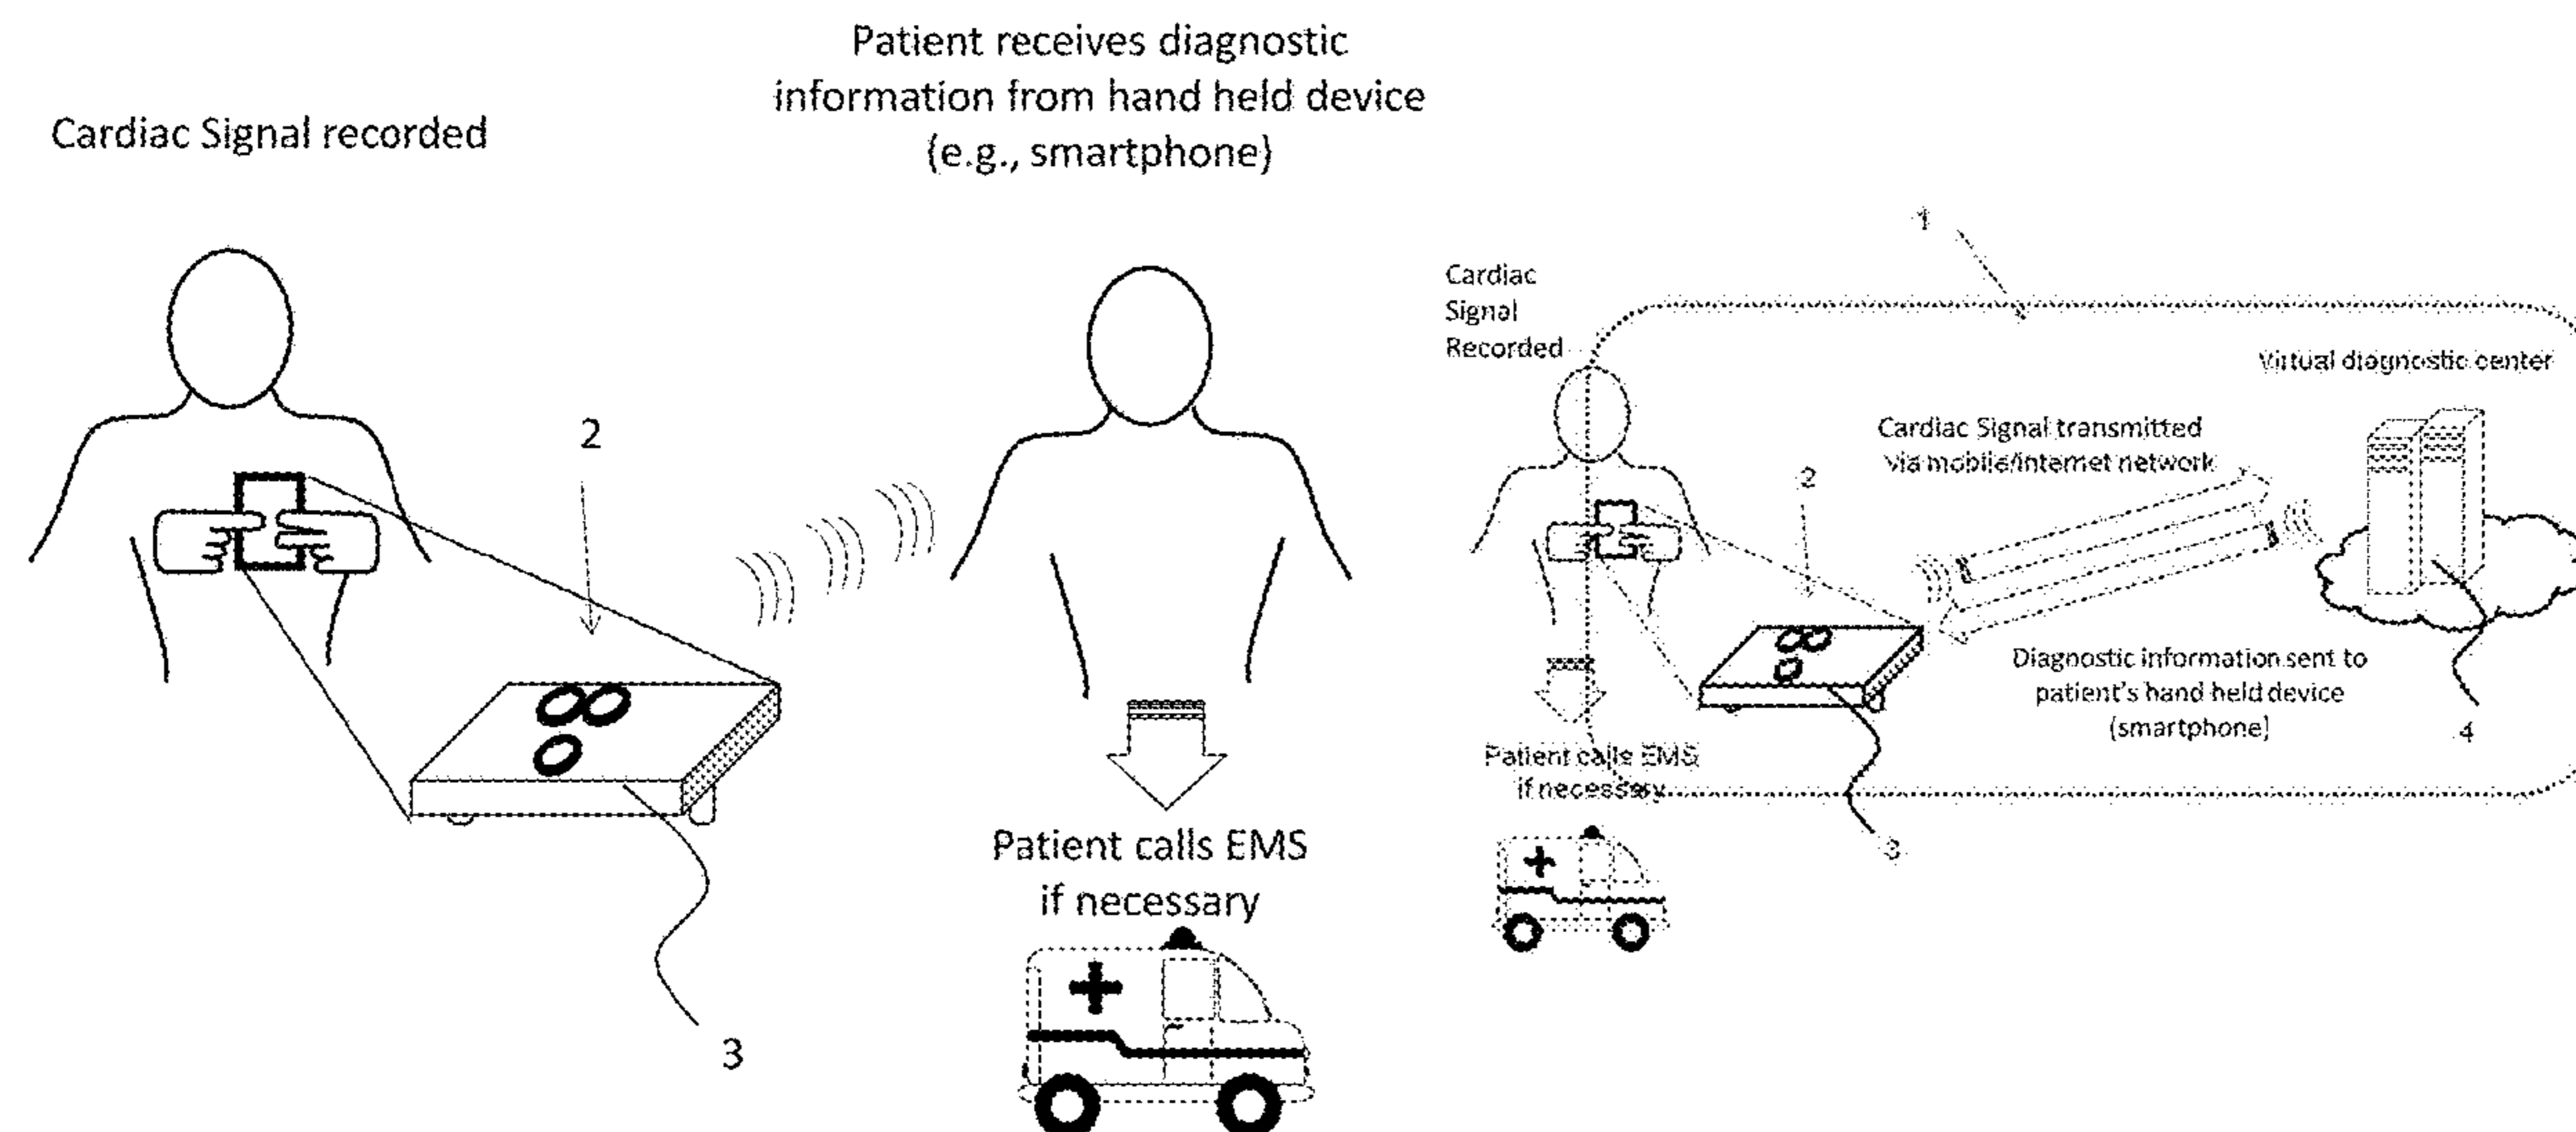 Patient receives diagnostic
information from hand held device
(e.g., smartphone)
Cardiac Signal recorded
2
3
Patient calls EMS
if necessary
1
Cardiac
Signal
Recorded
Virtual diagnostic center
Cardiac Signal transmitted
via mobile/internet network
2
Diagnostic information sent to
patient's hand held device
(smartphone)
4
Patient calls EMS
if necessary
3